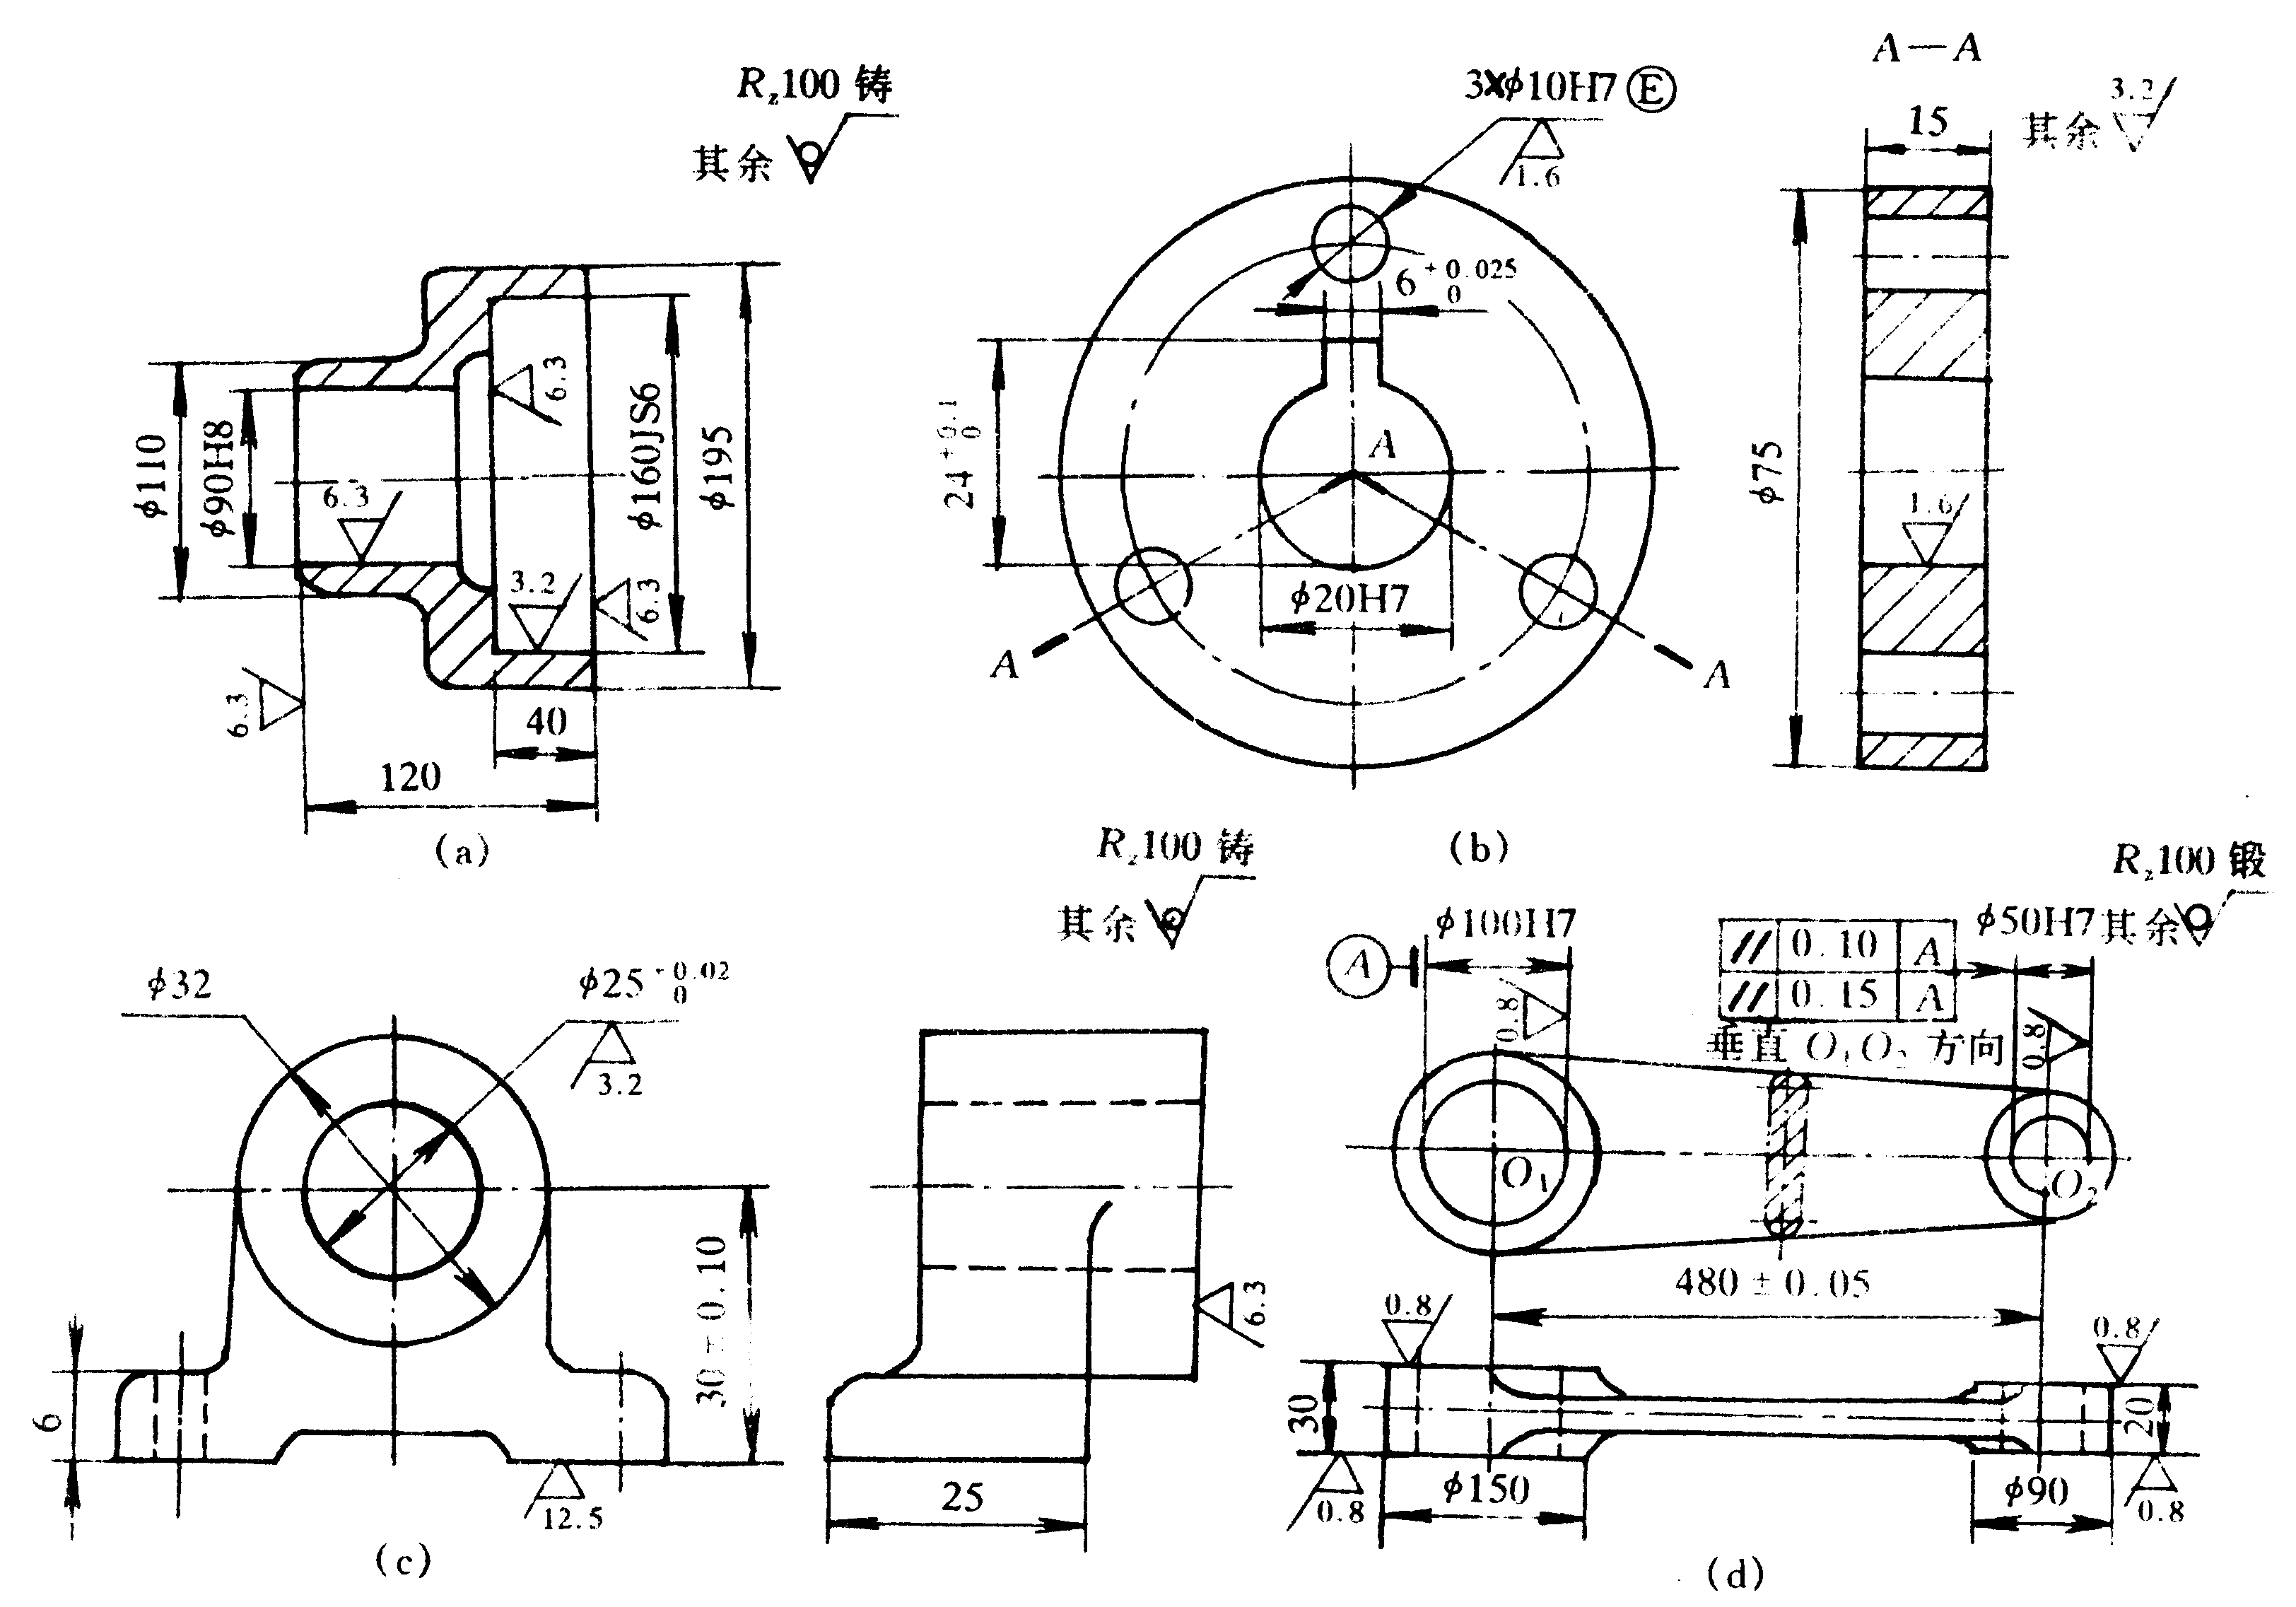 R_z100 铸
其余
φ110
φ90H8
6.3
6.3
3.2
6.3
φ160JS6
φ195
6.3
40
120
(a)
3×φ10H7 Ⓔ
1.6
6 +0.025 0
24 +0.1 0
A
φ20H7
A
A
A—A
15
其余 3.2
φ75
1.6
(b)
R_z100 铸
其余
φ32
φ25 +0.02 0
3.2
30±0.10
6
12.5
6.3
25
(c)
R_z100 锻
φ100H7
φ50H7 其余
A
// 0.10 A
// 0.15 A
垂直 O₁O₂ 方向
0.8
0.8
O₁
O₂
480±0.05
0.8
0.8
30
20
φ150
φ90
0.8
0.8
(d)